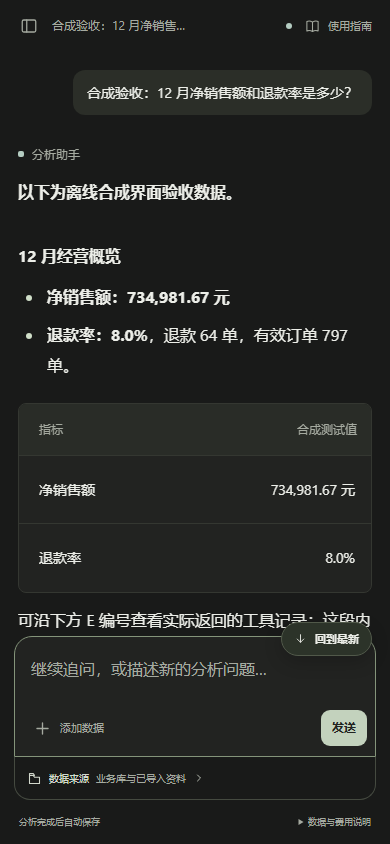 合成验收：12 月净销售...
使用指南
合成验收：12 月净销售额和退款率是多少？
分析助手
以下为离线合成界面验收数据。
12 月经营概览
净销售额：734,981.67 元
退款率：8.0%，退款 64 单，有效订单 797
单。
指标 合成测试值
净销售额 734,981.67 元
退款率 8.0%
可沿下方 E 编号查看实际返回的工具记录；这段内
↓ 回到最新
继续追问，或描述新的分析问题...
添加数据
发送
数据来源 业务库与已导入资料
分析完成后自动保存
数据与费用说明